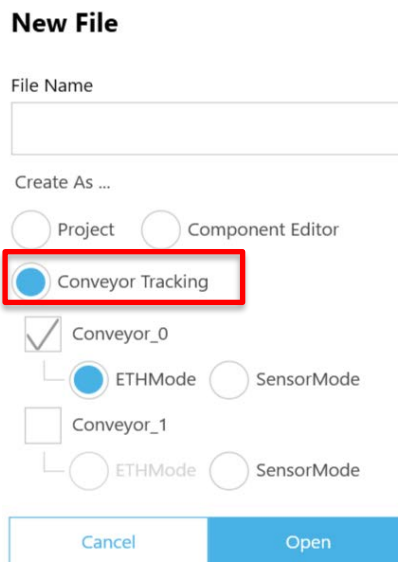 New File
File Name
Create As ...
Project Component Editor
Conveyor Tracking
Conveyor_0
ETHMode SensorMode
Conveyor_1
ETHMode SensorMode
Cancel Open